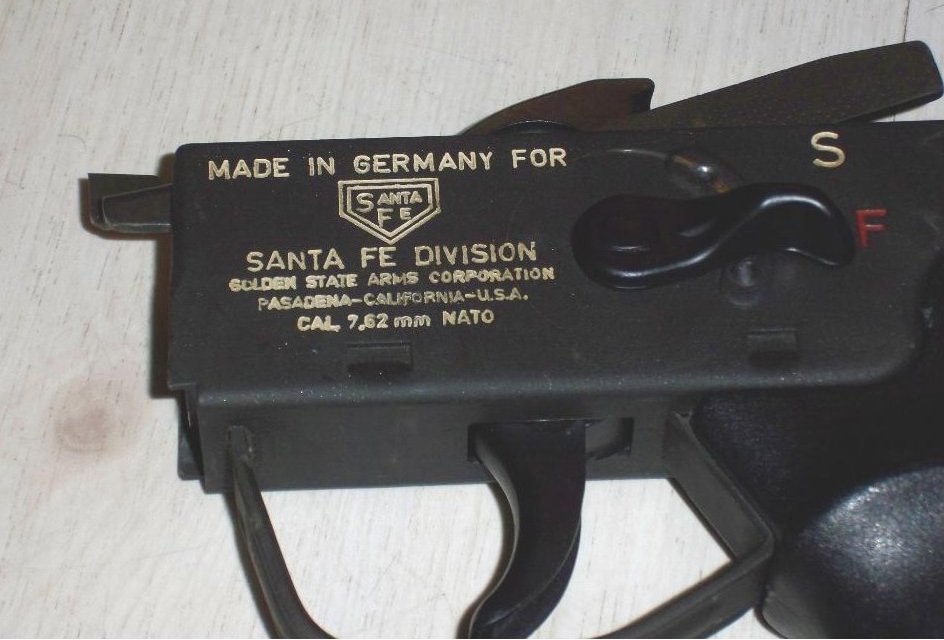 MADE IN GERMANY FOR
SANTA
FE
SANTA FE DIVISION
GOLDEN STATE ARMS CORPORATION
PASADENA-CALIFORNIA-U.S.A.
CAL. 7,62 mm NATO
S
F